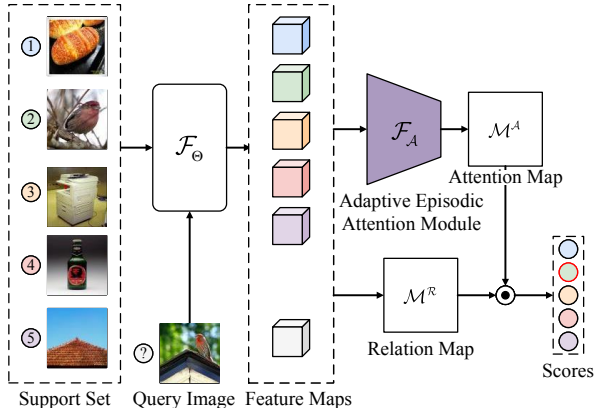 1
2
3
4
5
?
Support Set
Query Image
Feature Maps
ℱ_Θ
ℱ_𝒜
Adaptive Episodic
Attention Module
ℳ^𝒜
Attention Map
ℳ^ℛ
Relation Map
Scores